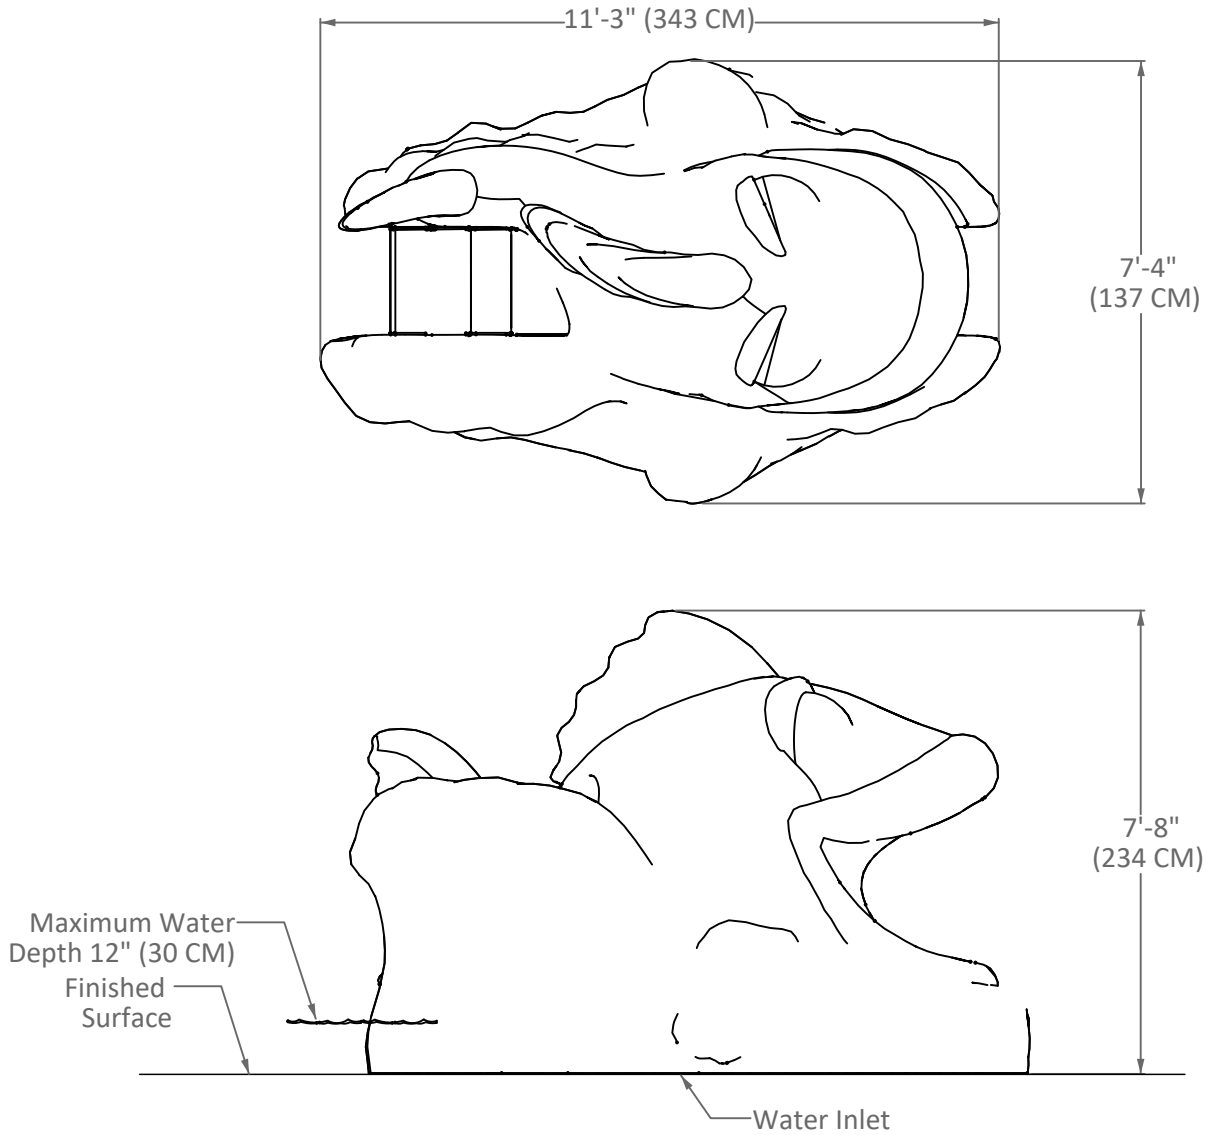 11'-3" (343 CM)
7'-4"
(137 CM)
7'-8"
(234 CM)
Maximum Water
Depth 12" (30 CM)
Finished
Surface
Water Inlet